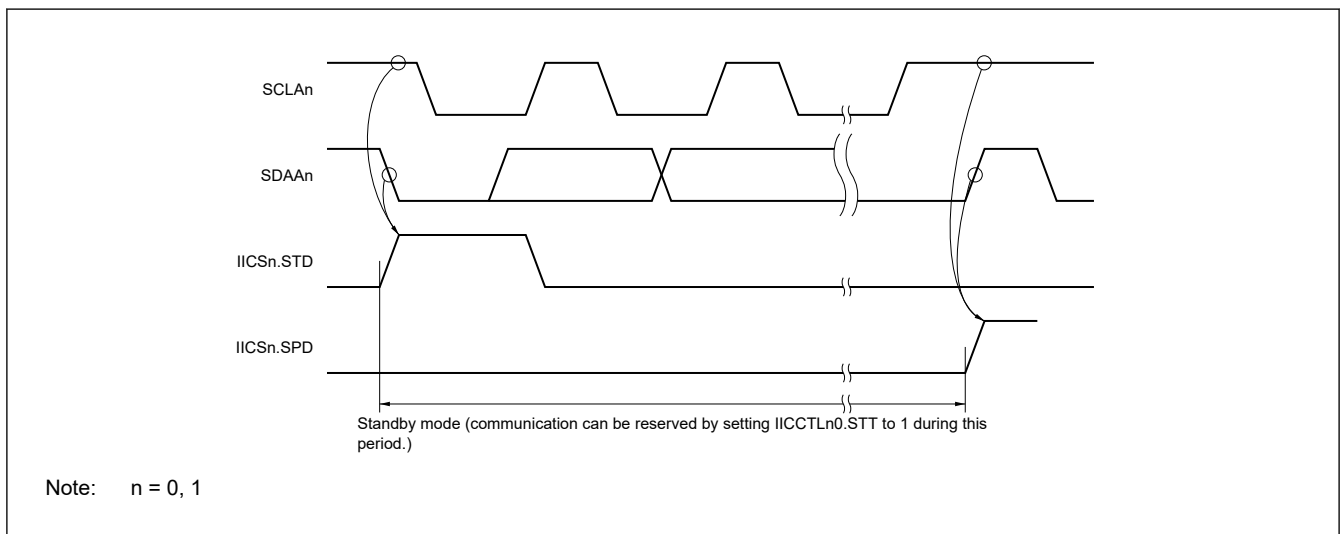 SCLAn
SDAAn
IICSn.STD
IICSn.SPD
Standby mode (communication can be reserved by setting IICCTLn0.STT to 1 during this
period.)
Note: n = 0, 1